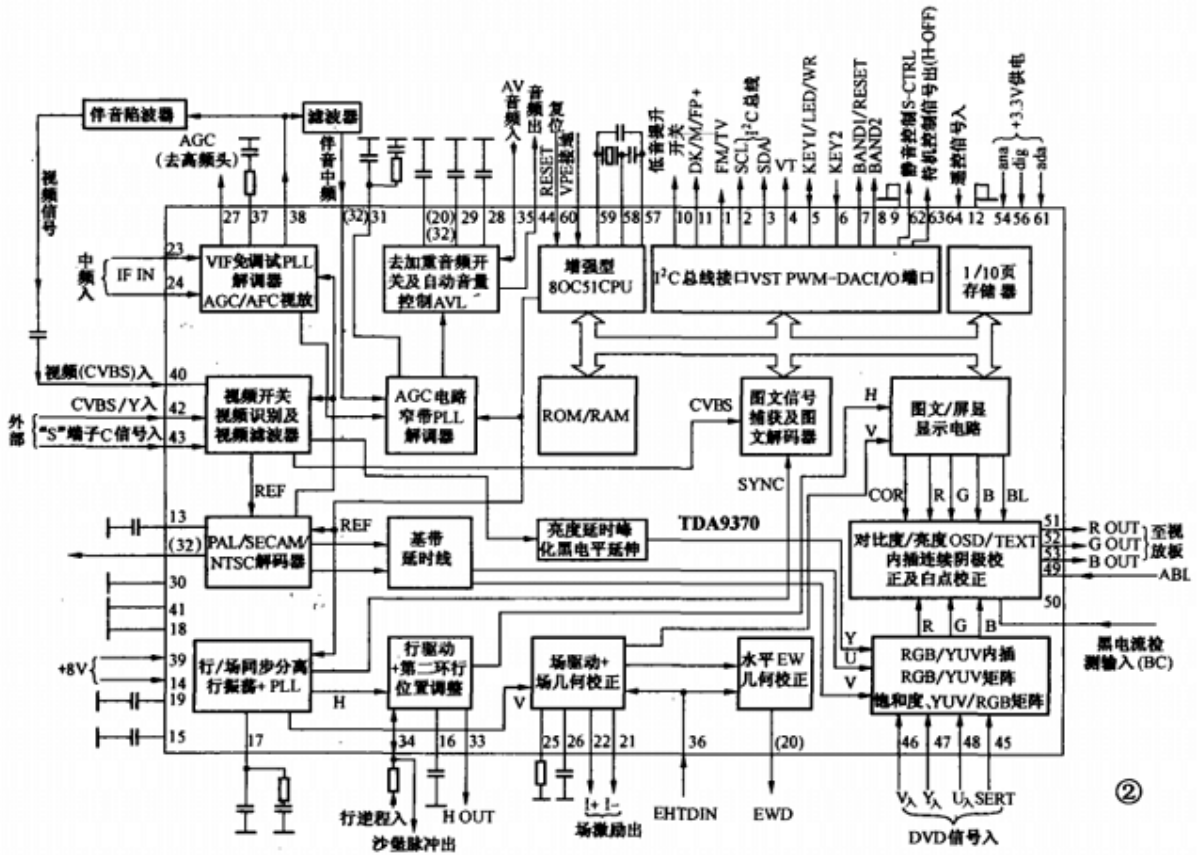 伴音陷波器
滤波器
AGC
(去高频头)
视频信号
伴音中频
AV音频入
音频出
复位
RESET
VPE
低音提升
开关
DK/M/FP+
FM/TV
SCL
SDA
I²C总线
VT
KEY1/LED/WR
KEY2
BAND1/RESET
BAND2
静音控制S-CTRL
待机控制信号出(H-OFF)
遥控信号入
ana
dig
ada
+3.3V供电
27 37 38 (32) 31 (20) (32) 29 28 35 44 60 59 58 57 10 11 1 2 3 4 5 6 7 8 9 62 63 64 12 54 56 61
中频入
IF IN
23
24
VIF免调试PLL
解调器
AGC/AFC视放
去加重音频开
关及自动音量
控制AVL
增强型
8OC51CPU
I²C总线接口VST PWM-DACI/O端口
1/10页
存储器
视频(CVBS)入
40
外部
CVBS/Y入
42
"S"端子C信号入
43
视频开关
视频识别及
视频滤波器
AGC电路
窄带PLL
解调器
ROM/RAM
CVBS
图文信号
捕获及图
文解码器
H
V
图文/屏显
显示电路
REF
SYNC
COR R G B BL
13
(32)
PAL/SECAM/
NTSC解码器
REF
基带
延时线
亮度延时峰
化黑电平延伸
TDA9370
对比度/亮度OSD/TEXT
内插连续阴极校
正及白点校正
51 R OUT
52 G OUT
53 B OUT
至视放板
49 ABL
50
黑电流检
测输入(BC)
30
41
18
+8V
39
14
19
15
行/场同步分离
行振荡+PLL
H
行驱动
+第二环行
位置调整
V
场驱动+
场几何校正
水平EW
几何校正
R G B
Y
U
V
RGB/YUV内插
RGB/YUV矩阵
饱和度、YUV/RGB矩阵
17 34 16 33 25 26 22 21 36 (20) 46 47 48 45
行逆程入
沙堡脉冲出
H OUT
I+ I-
场激励出
EHTDIN
EWD
V入 Y入 U入 SERT
DVD信号入
②